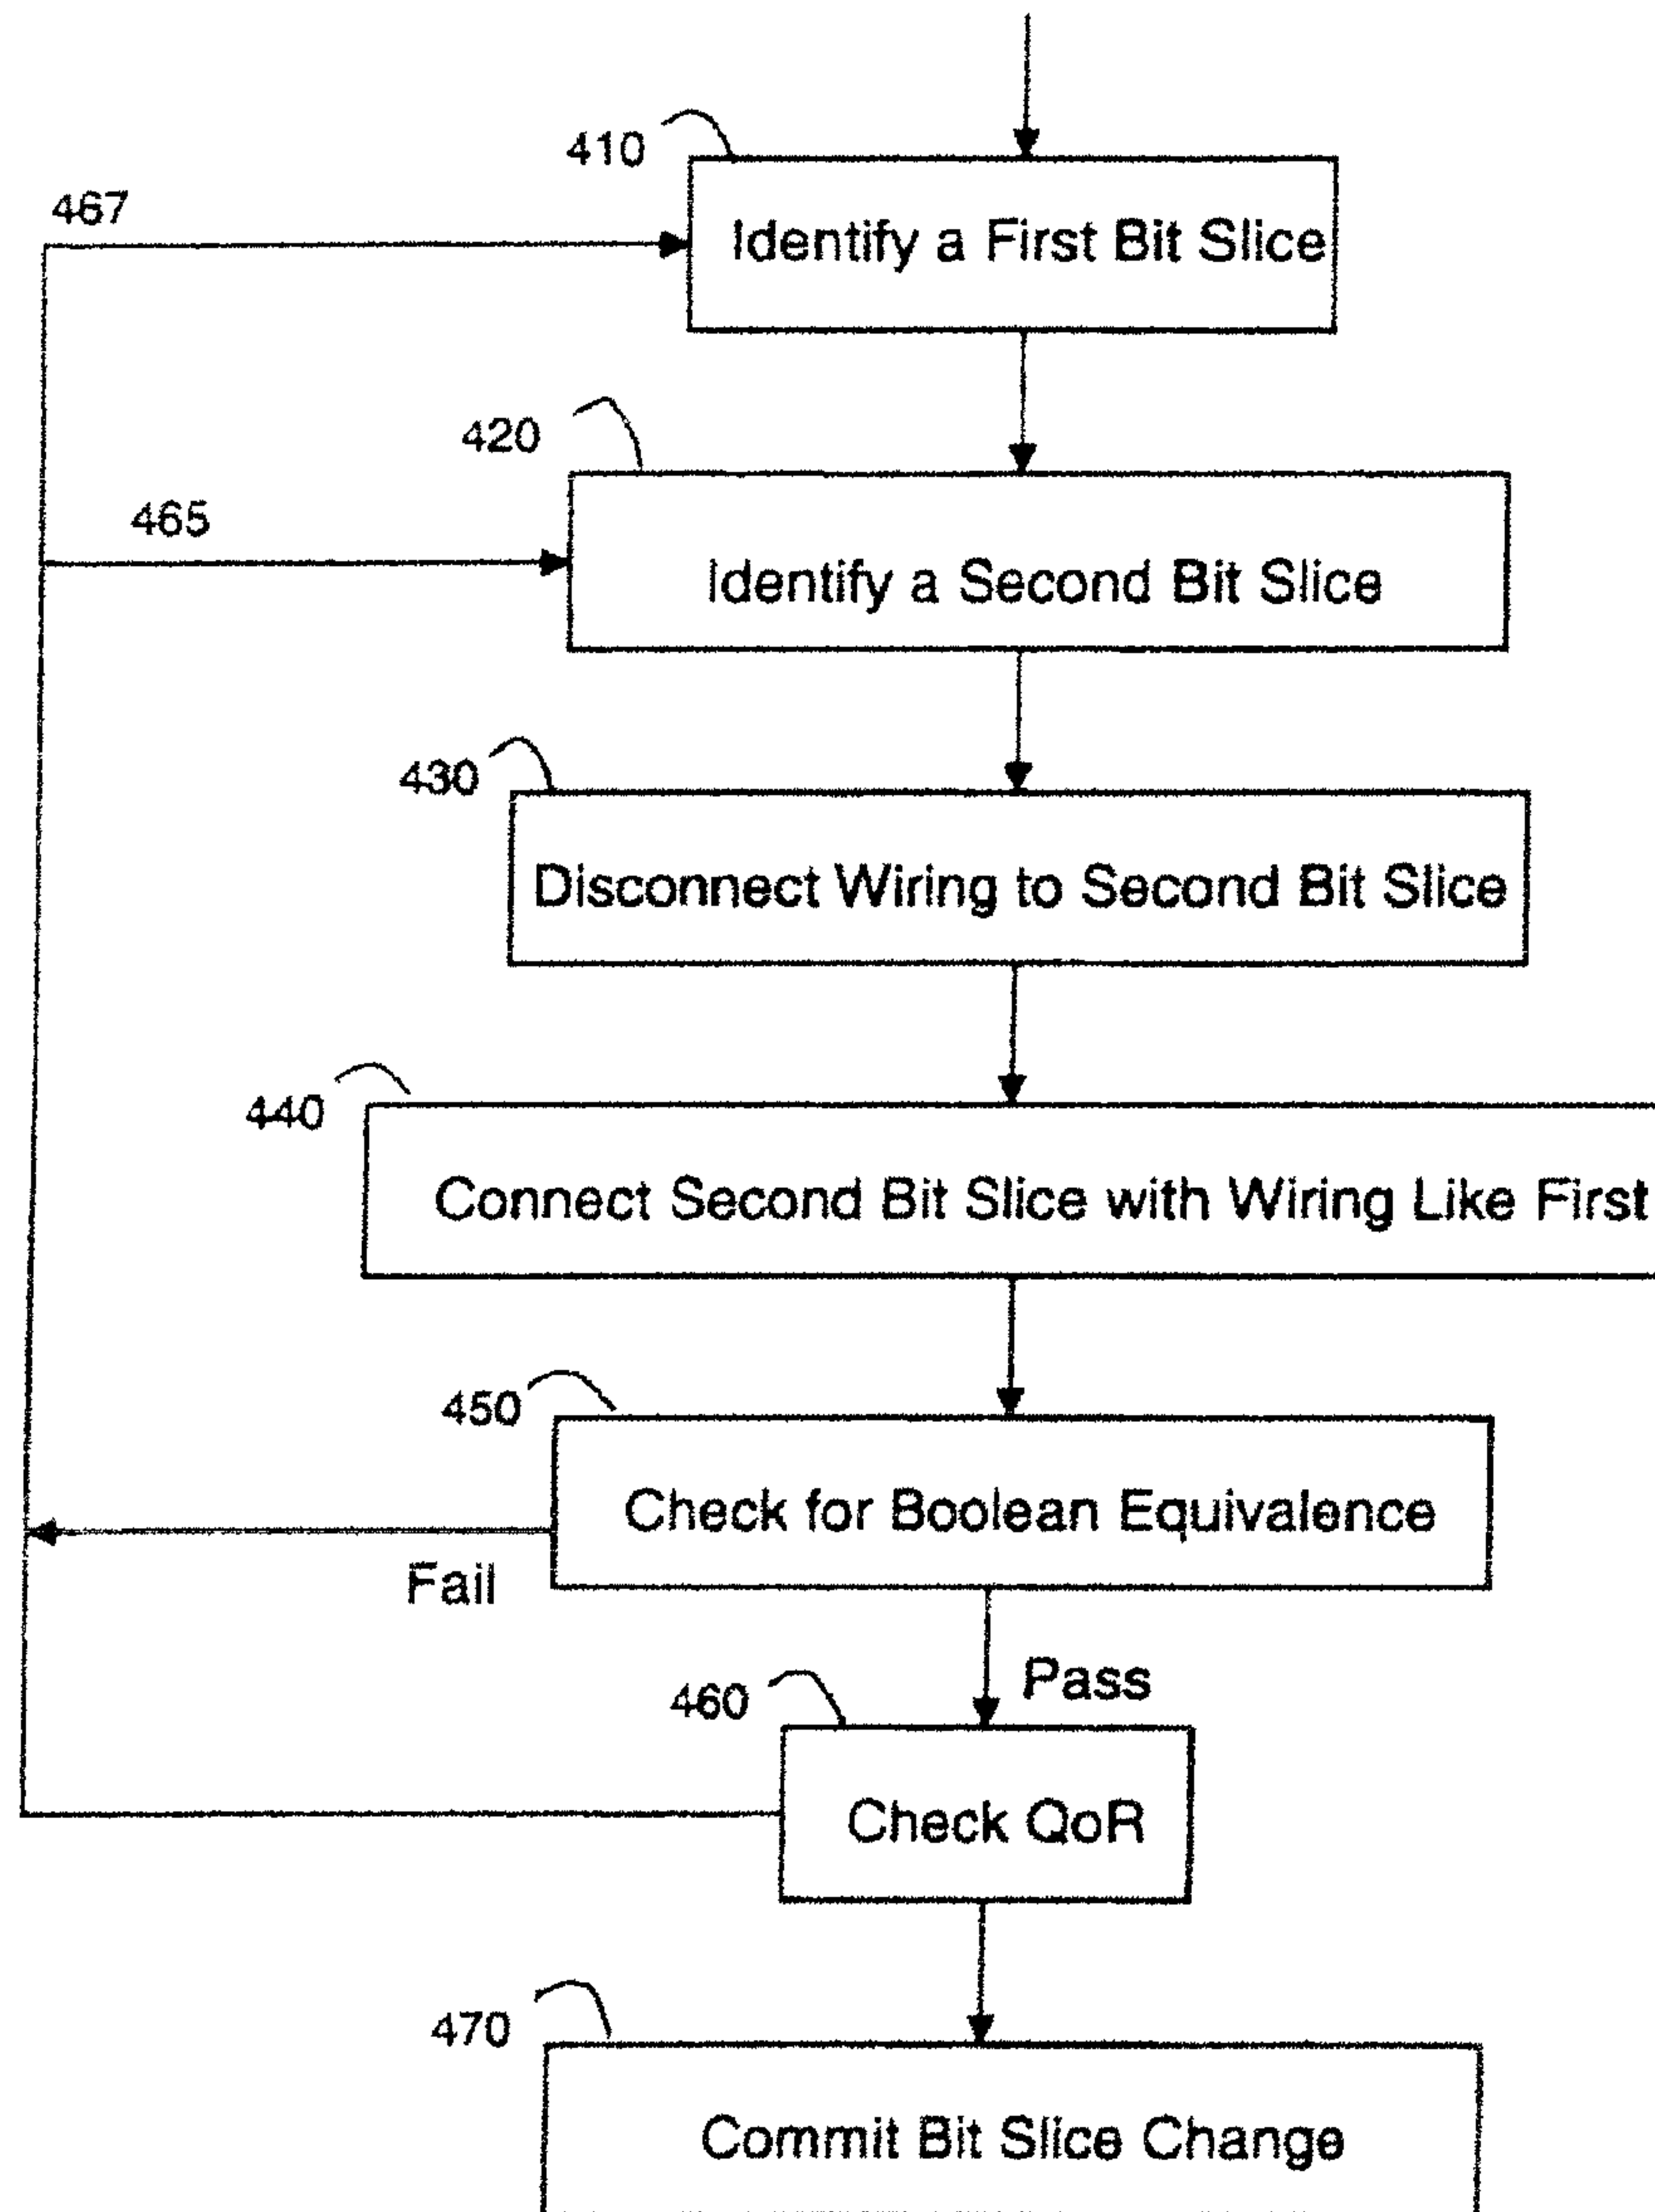 410
467
Identify a First Bit Slice
420
465
Identify a Second Bit Slice
430
Disconnect Wiring to Second Bit Slice
440
Connect Second Bit Slice with Wiring Like First
450
Check for Boolean Equivalence
Fail
Pass
460
Check QoR
470
Commit Bit Slice Change